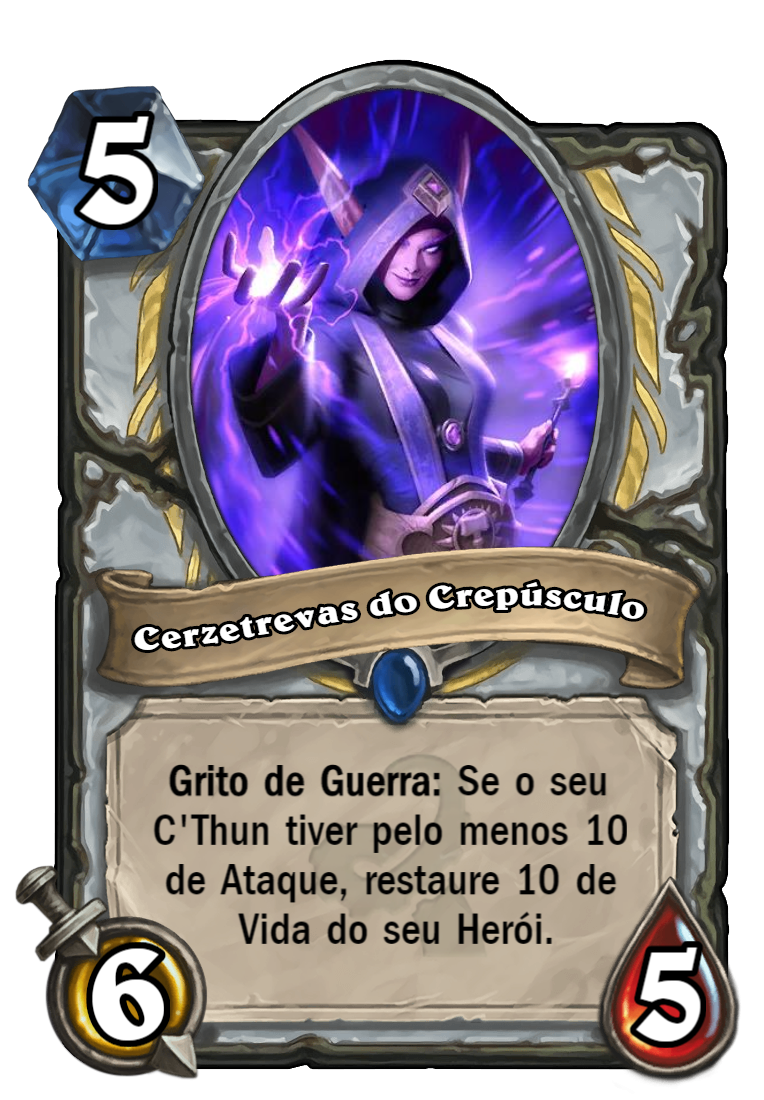 5
Cerzetrevas do Crepúsculo
Grito de Guerra: Se o seu
C'Thun tiver pelo menos 10
de Ataque, restaure 10 de
Vida do seu Herói.
6
5